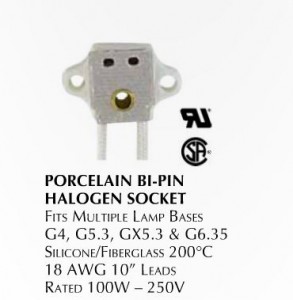 PORCELAIN BI-PIN
HALOGEN SOCKET
FITS MULTIPLE LAMP BASES
G4, G5.3, GX5.3 & G6.35
SILICONE/FIBERGLASS 200°C
18 AWG 10” LEADS
RATED 100W – 250V